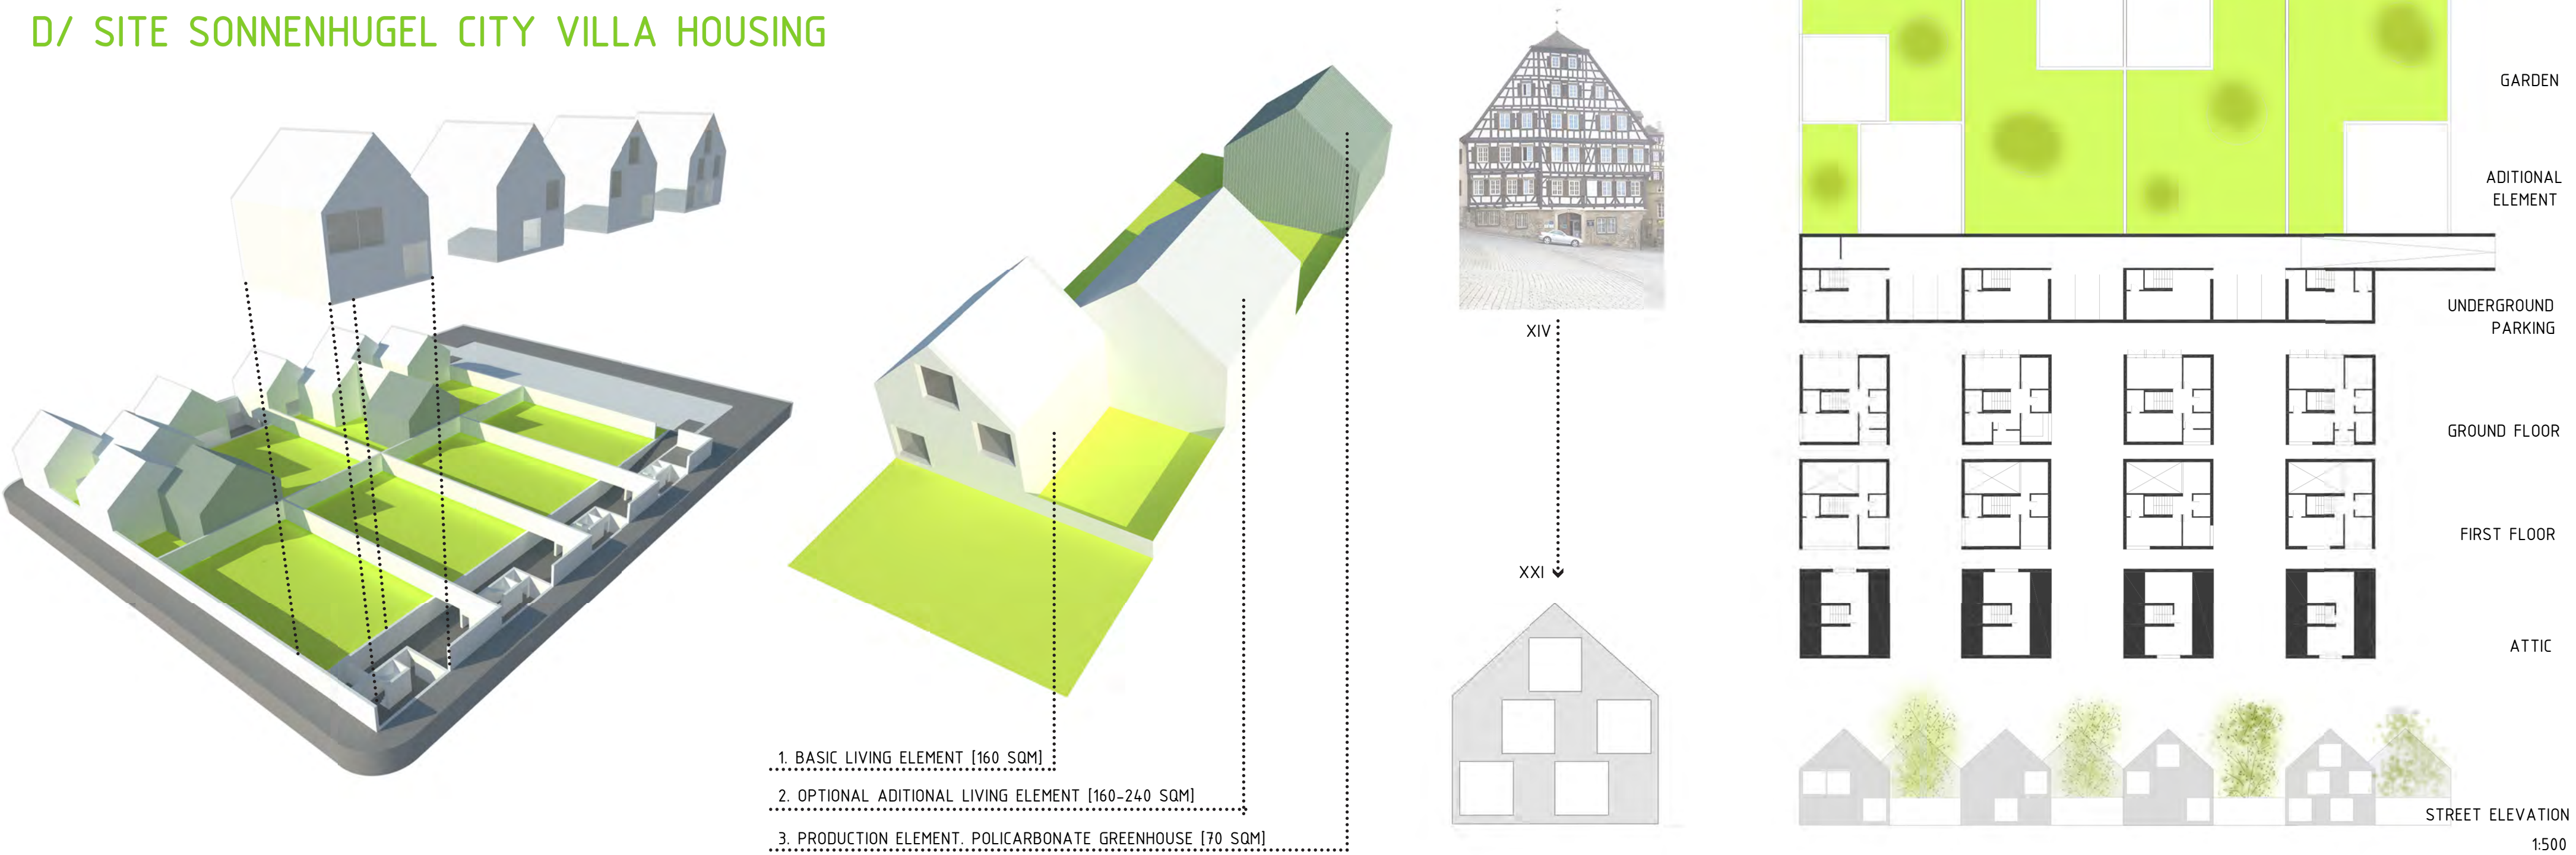 D/ SITE SONNENHUGEL CITY VILLA HOUSING
1. BASIC LIVING ELEMENT [160 SQM]
2. OPTIONAL ADITIONAL LIVING ELEMENT [160-240 SQM]
3. PRODUCTION ELEMENT. POLICARBONATE GREENHOUSE [70 SQM]
XIV
XXI
GARDEN
ADITIONAL
ELEMENT
UNDERGROUND
PARKING
GROUND FLOOR
FIRST FLOOR
ATTIC
STREET ELEVATION
1:500